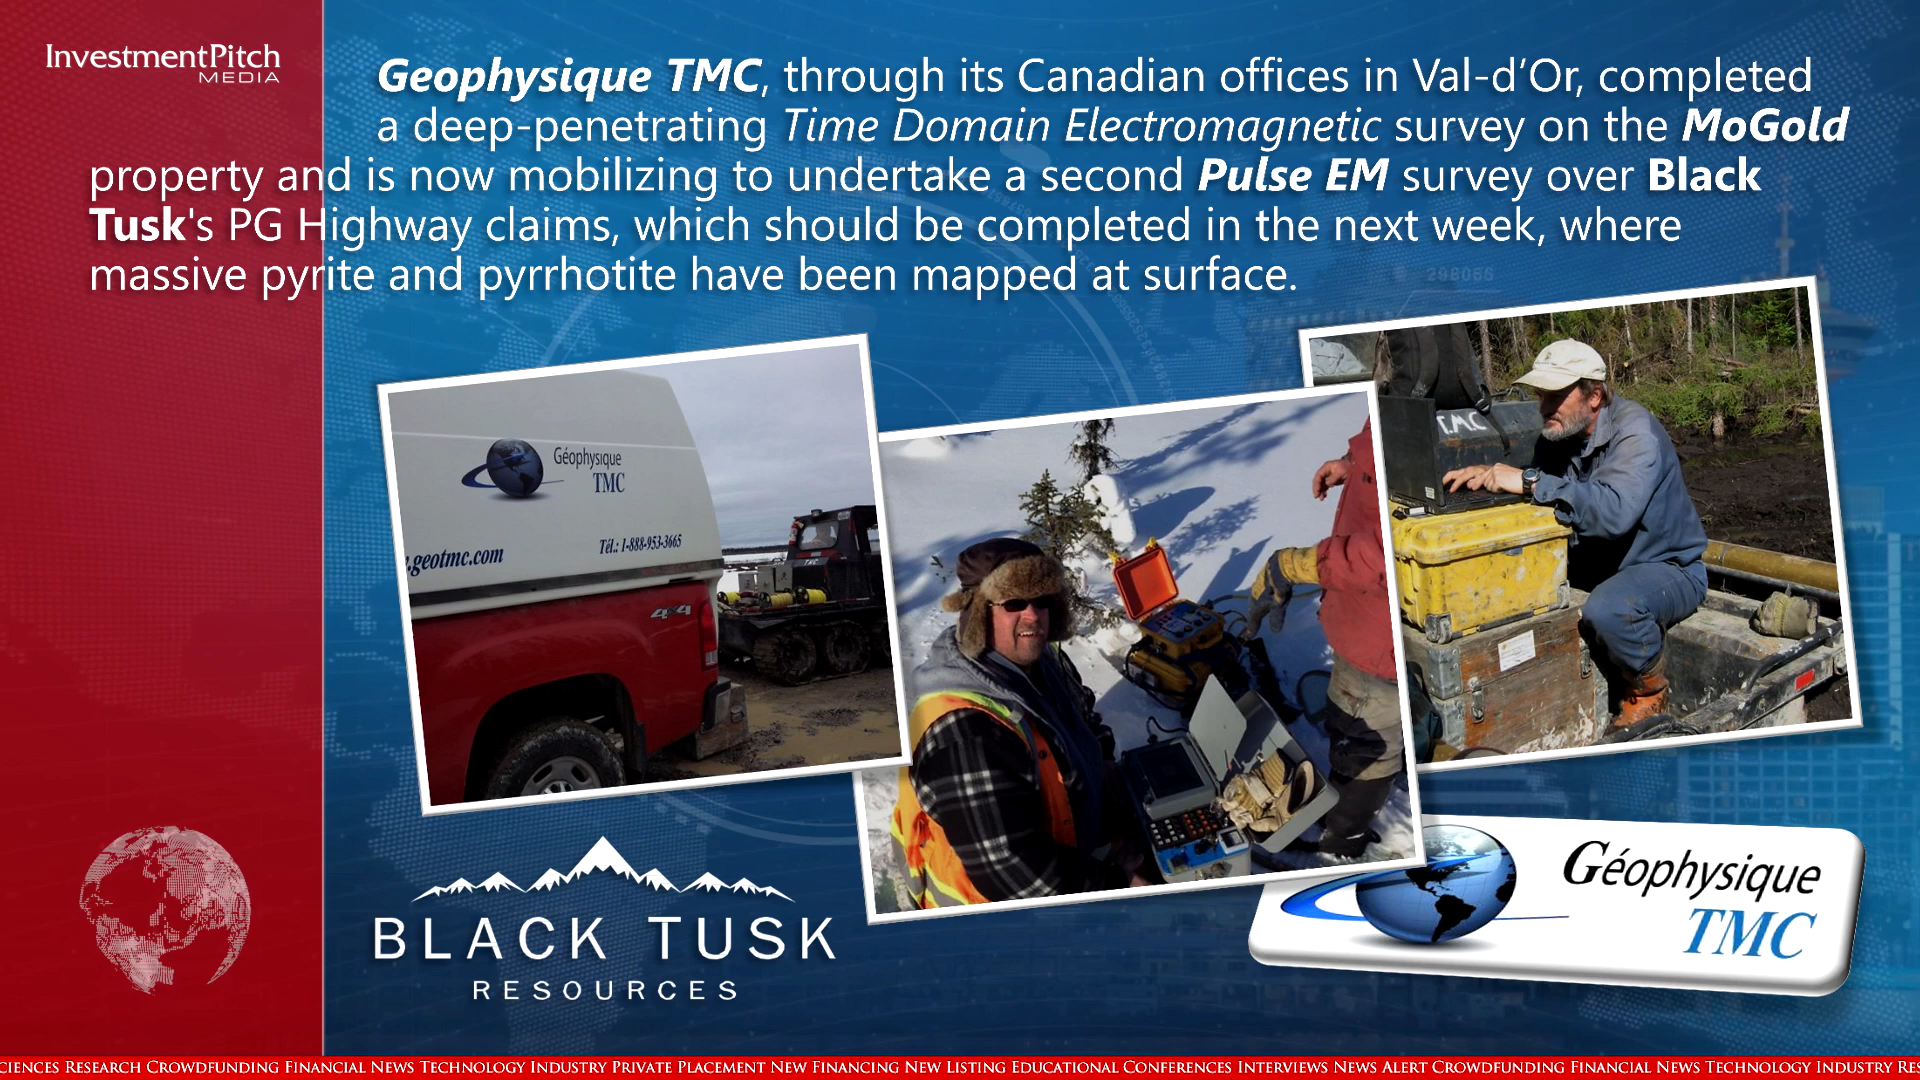 InvestmentPitch
MEDIA
Geophysique TMC, through its Canadian offices in Val-d’Or, completed
a deep-penetrating Time Domain Electromagnetic survey on the MoGold
property and is now mobilizing to undertake a second Pulse EM survey over Black
Tusk's PG Highway claims, which should be completed in the next week, where
massive pyrite and pyrrhotite have been mapped at surface.
298065
Géophysique
TMC
.geotmc.com
Tél.: 1-888-953-3665
4x4
TMC
T.M.C
BLACK TUSK
RESOURCES
Géophysique
TMC
CIENCES RESEARCH CROWDFUNDING FINANCIAL NEWS TECHNOLOGY INDUSTRY PRIVATE PLACEMENT NEW FINANCING NEW LISTING EDUCATIONAL CONFERENCES INTERVIEWS NEWS ALERT CROWDFUNDING FINANCIAL NEWS TECHNOLOGY INDUSTRY RES